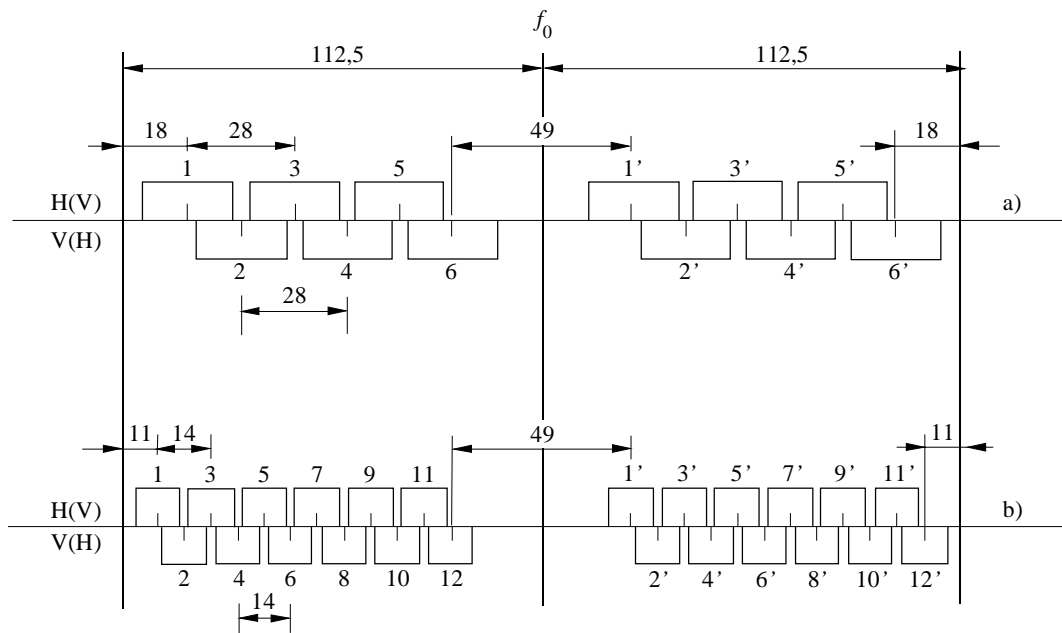 f0
112,5 112,5
18 28 49 18
1 3 5 1’ 3’ 5’
H(V) a)
V(H)
2 4 6 2’ 4’ 6’
28
11 14 49 11
1 3 5 7 9 11 1’ 3’ 5’ 7’ 9’ 11’
H(V) b)
V(H)
2 4 6 8 10 12 2’ 4’ 6’ 8’ 10’ 12’
14